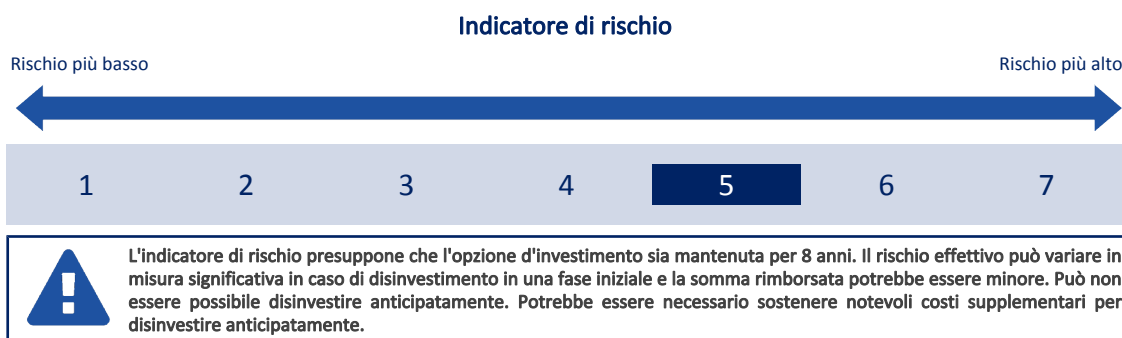 Indicatore di rischio
Rischio più basso
Rischio più alto
1 2 3 4 5 6 7
L'indicatore di rischio presuppone che l'opzione d'investimento sia mantenuta per 8 anni. Il rischio effettivo può variare in
misura significativa in caso di disinvestimento in una fase iniziale e la somma rimborsata potrebbe essere minore. Può non
essere possibile disinvestire anticipatamente. Potrebbe essere necessario sostenere notevoli costi supplementari per
disinvestire anticipatamente.